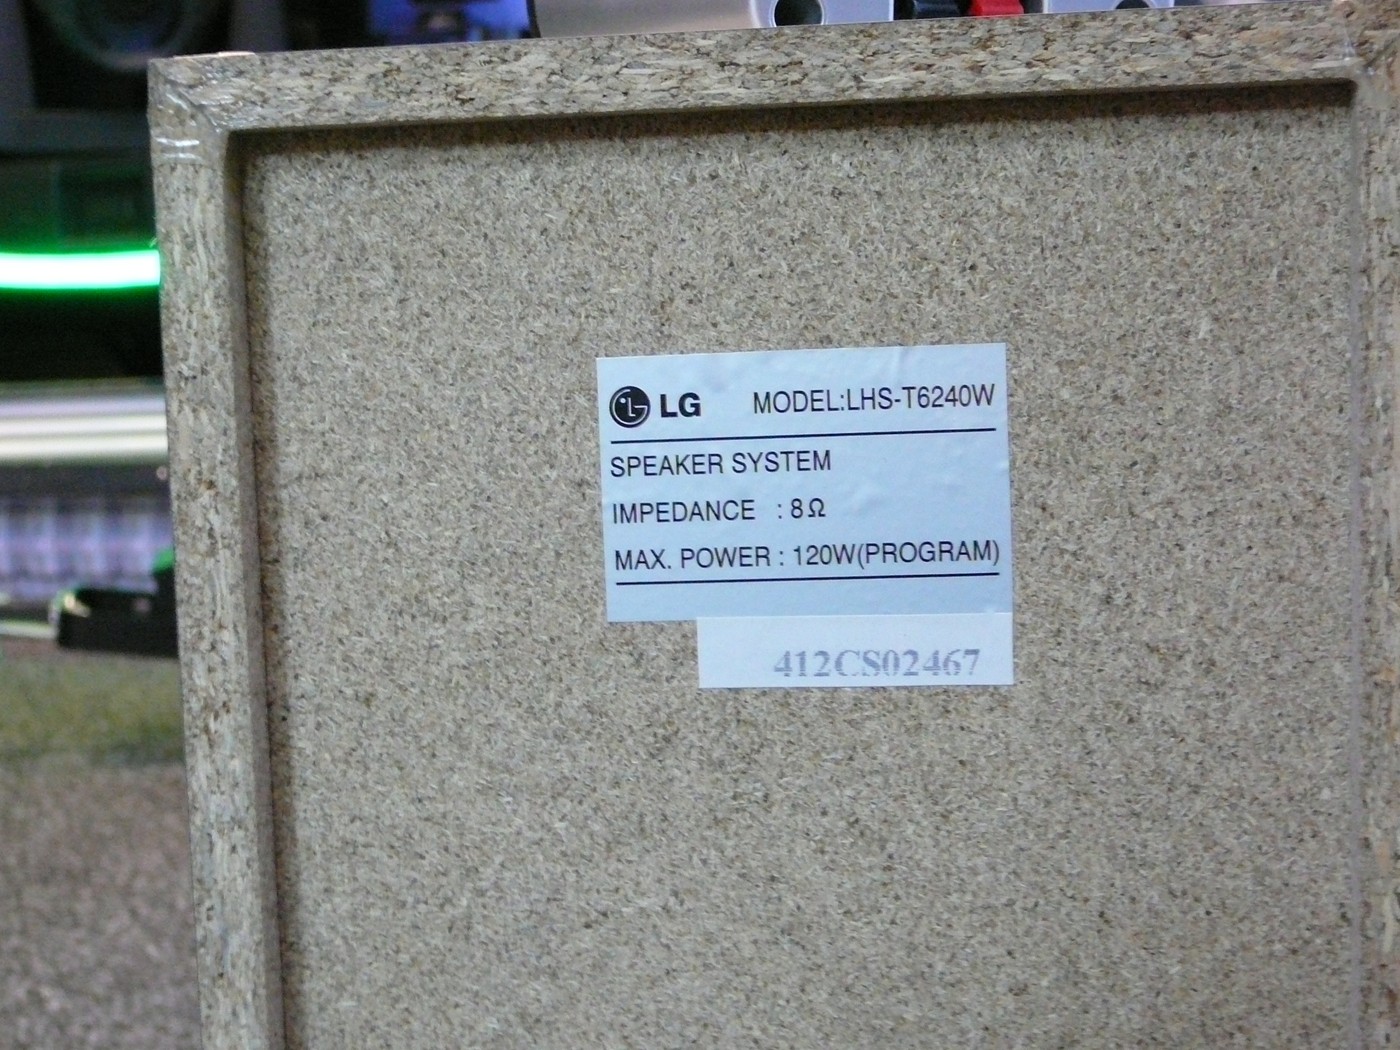 LG MODEL:LHS-T6240W
SPEAKER SYSTEM
IMPEDANCE : 8Ω
MAX. POWER : 120W(PROGRAM)
412CS02467